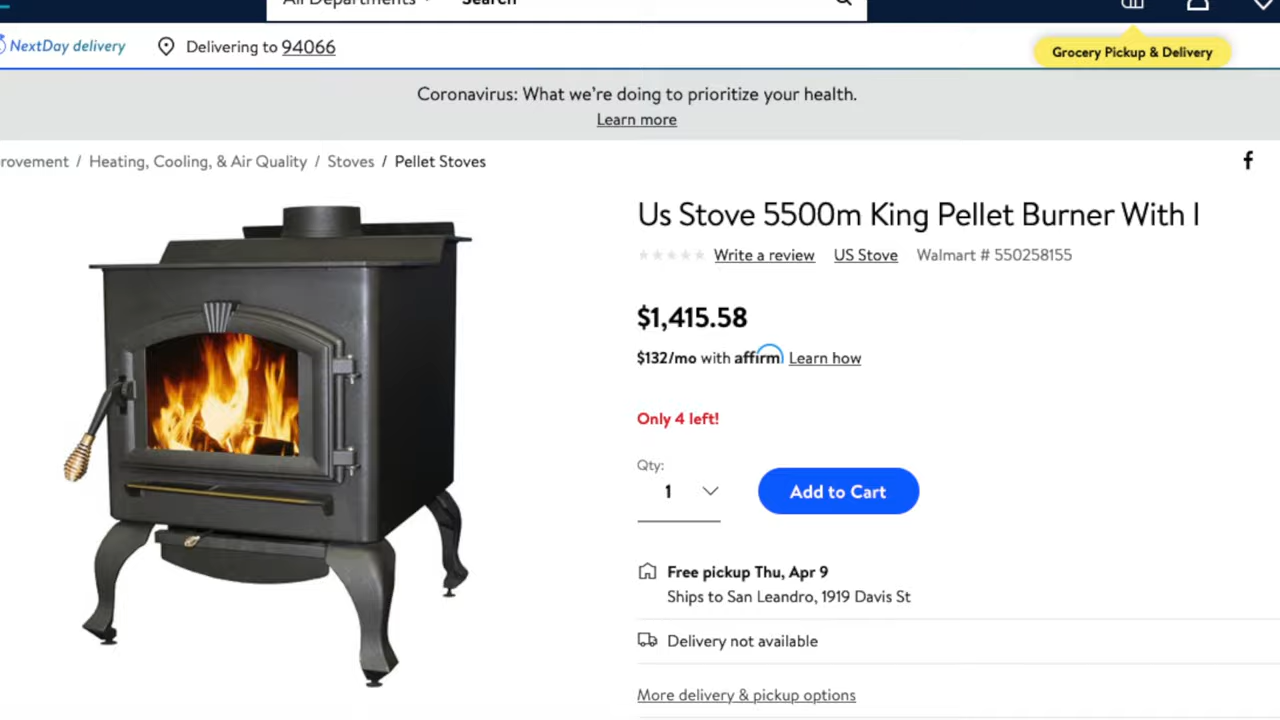 All Departments
Search
NextDay delivery
Delivering to 94066
Grocery Pickup & Delivery
Coronavirus: What we're doing to prioritize your health.
Learn more
rovement / Heating, Cooling, & Air Quality / Stoves / Pellet Stoves
Us Stove 5500m King Pellet Burner With I
Write a review US Stove Walmart # 550258155
$1,415.58
$132/mo with affirm Learn how
Only 4 left!
Qty:
1
Add to Cart
Free pickup Thu, Apr 9
Ships to San Leandro, 1919 Davis St
Delivery not available
More delivery & pickup options